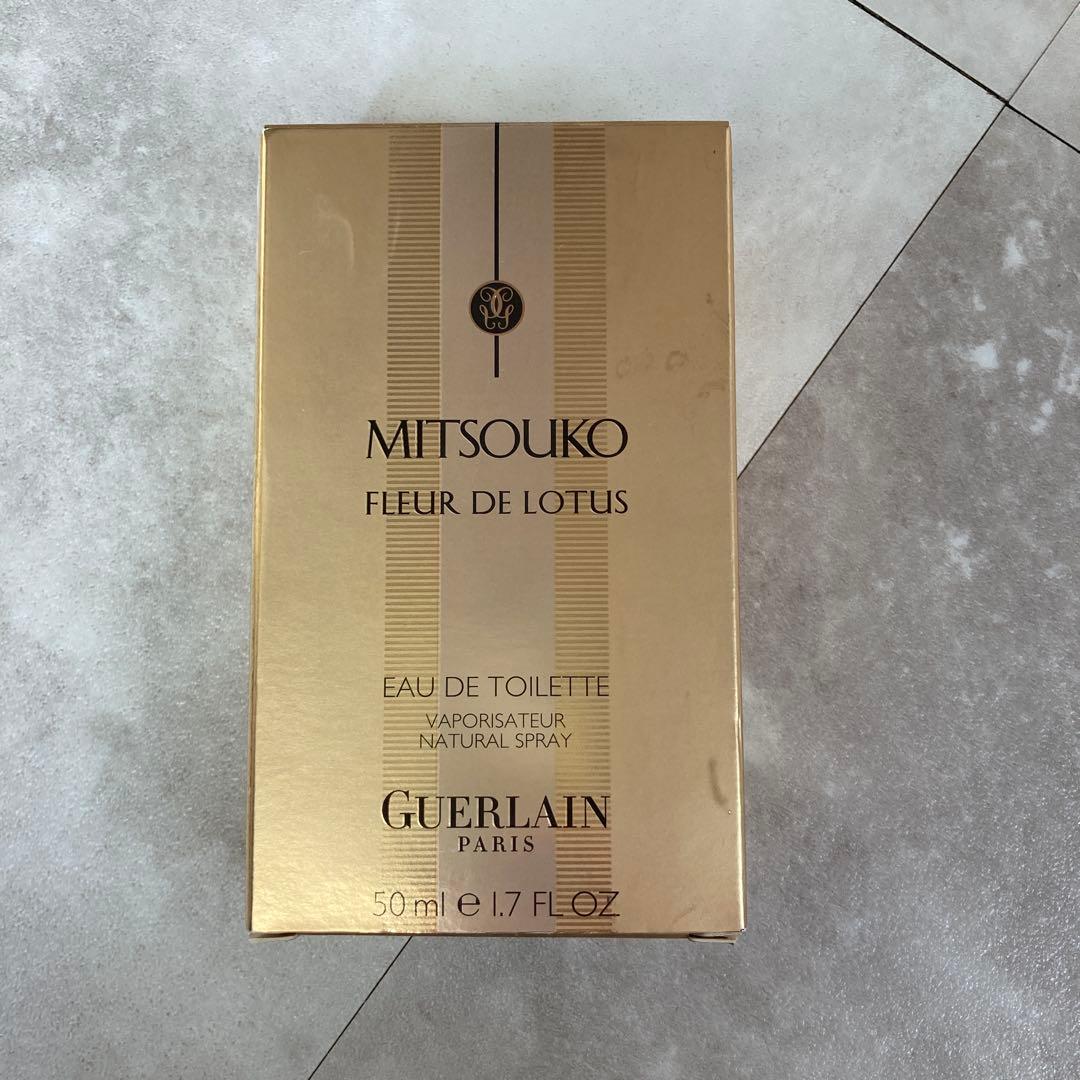 MITSOUKO
FLEUR DE LOTUS
EAU DE TOILETTE
VAPORISATEUR
NATURAL SPRAY
GUERLAIN
PARIS
50 ml ℮ 1.7 FL OZ